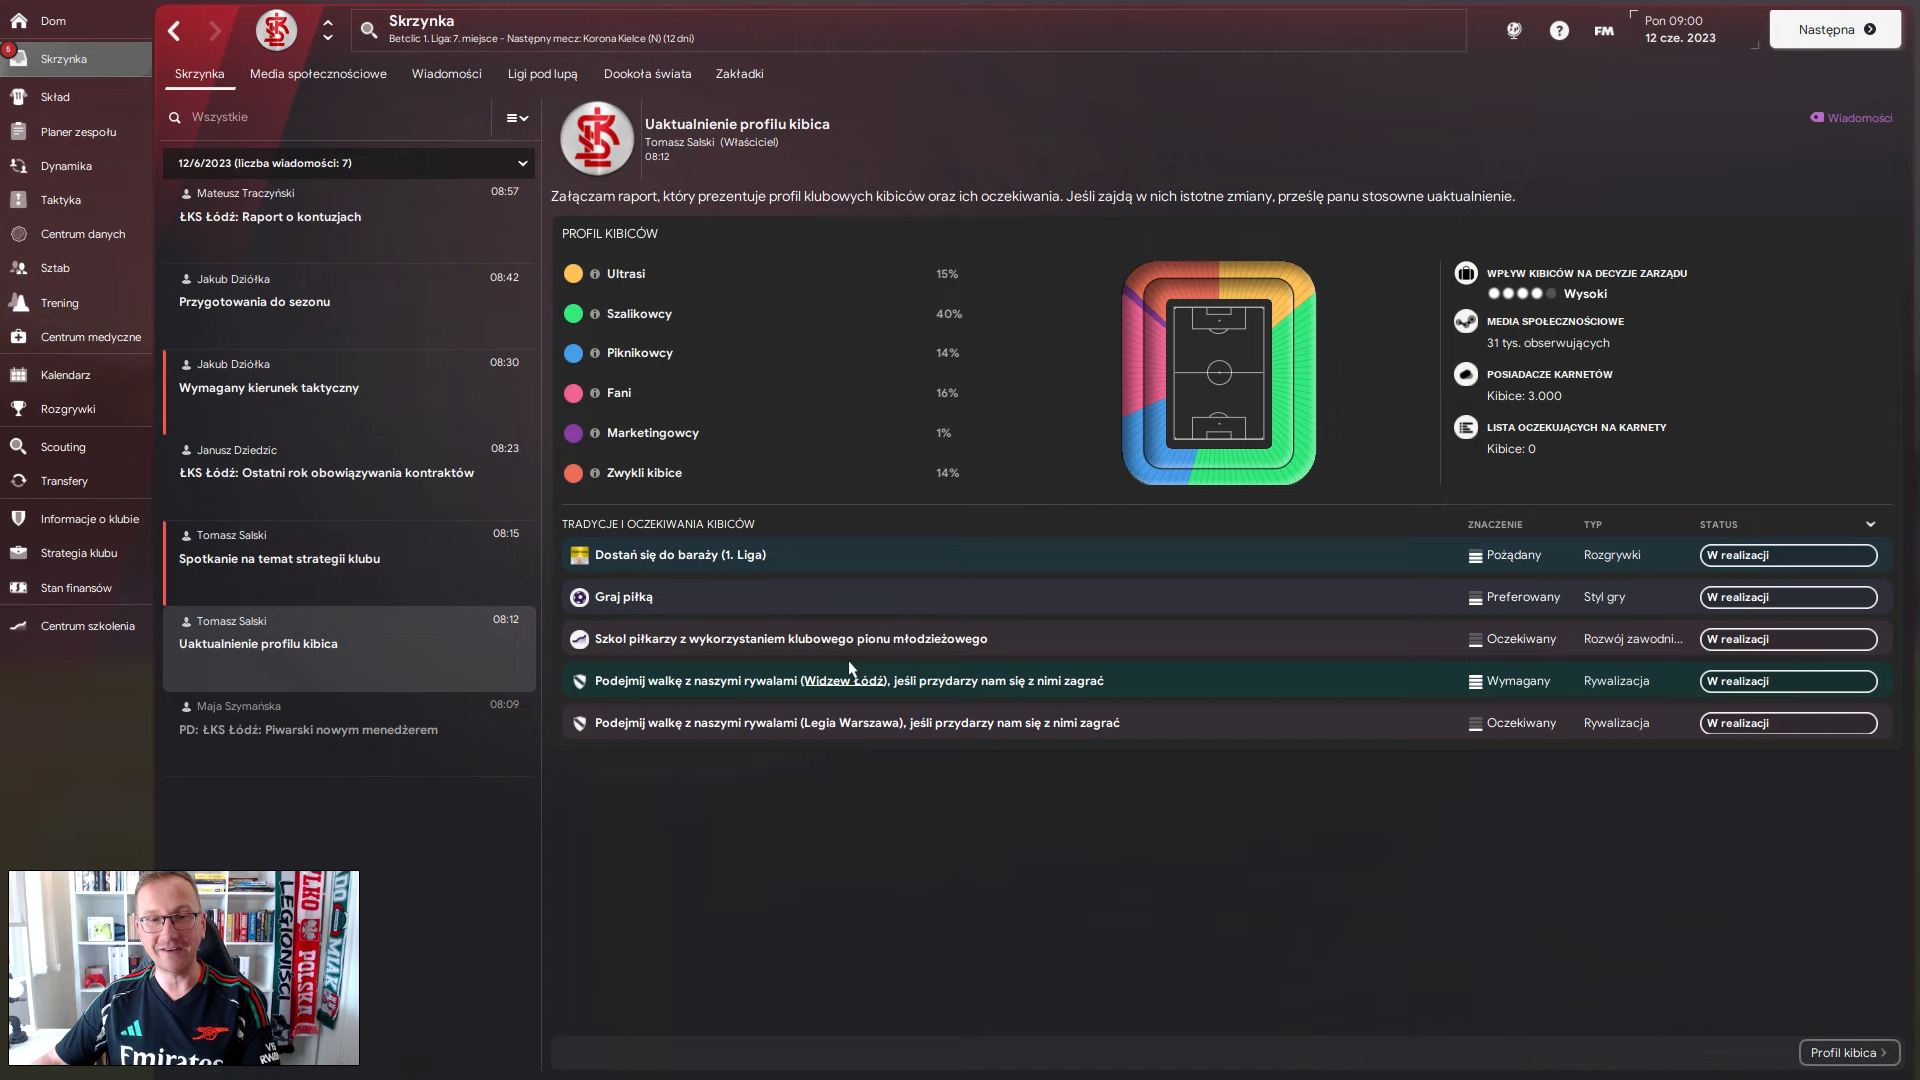 Dom
5
Skrzynka
Skład
Planer zespołu
Dynamika
Taktyka
Centrum danych
Sztab
Trening
Centrum medyczne
Kalendarz
Rozgrywki
Scouting
Transfery
Informacje o klubie
Strategia klubu
Stan finansów
Centrum szkolenia
Skrzynka
Betclic 1. Liga: 7. miejsce - Następny mecz: Korona Kielce (N) (12 dni)
?
FM
Pon 09:00
12 cze. 2023
Następna
Skrzynka
Media społecznościowe
Wiadomości
Ligi pod lupą
Dookoła świata
Zakładki
Wszystkie
12/6/2023 (liczba wiadomości: 7)
Mateusz Traczyński 08:57
ŁKS Łódź: Raport o kontuzjach
Jakub Dziółka 08:42
Przygotowania do sezonu
Jakub Dziółka 08:30
Wymagany kierunek taktyczny
Janusz Dziedzic 08:23
ŁKS Łódź: Ostatni rok obowiązywania kontraktów
Tomasz Salski 08:15
Spotkanie na temat strategii klubu
Tomasz Salski 08:12
Uaktualnienie profilu kibica
Maja Szymańska 08:09
PD: ŁKS Łódź: Piwarski nowym menedżerem
Uaktualnienie profilu kibica
Tomasz Salski (Właściciel)
08:12
Wiadomości
Załączam raport, który prezentuje profil klubowych kibiców oraz ich oczekiwania. Jeśli zajdą w nich istotne zmiany, prześlę panu stosowne uaktualnienie.
PROFIL KIBICÓW
Ultrasi 15%
Szalikowcy 40%
Piknikowcy 14%
Fani 16%
Marketingowcy 1%
Zwykli kibice 14%
WPŁYW KIBICÓW NA DECYZJE ZARZĄDU
Wysoki
MEDIA SPOŁECZNOŚCIOWE
31 tys. obserwujących
POSIADACZE KARNETÓW
Kibice: 3.000
LISTA OCZEKUJĄCYCH NA KARNETY
Kibice: 0
TRADYCJE I OCZEKIWANIA KIBICÓW ZNACZENIE TYP STATUS
Dostań się do baraży (1. Liga) Pożądany Rozgrywki W realizacji
Graj piłką Preferowany Styl gry W realizacji
Szkol piłkarzy z wykorzystaniem klubowego pionu młodzieżowego Oczekiwany Rozwój zawodni... W realizacji
Podejmij walkę z naszymi rywalami (Widzew Łódź), jeśli przydarzy nam się z nimi zagrać Wymagany Rywalizacja W realizacji
Podejmij walkę z naszymi rywalami (Legia Warszawa), jeśli przydarzy nam się z nimi zagrać Oczekiwany Rywalizacja W realizacji
Profil kibica
LEGIONIŚCI
POLSKA
Emirates